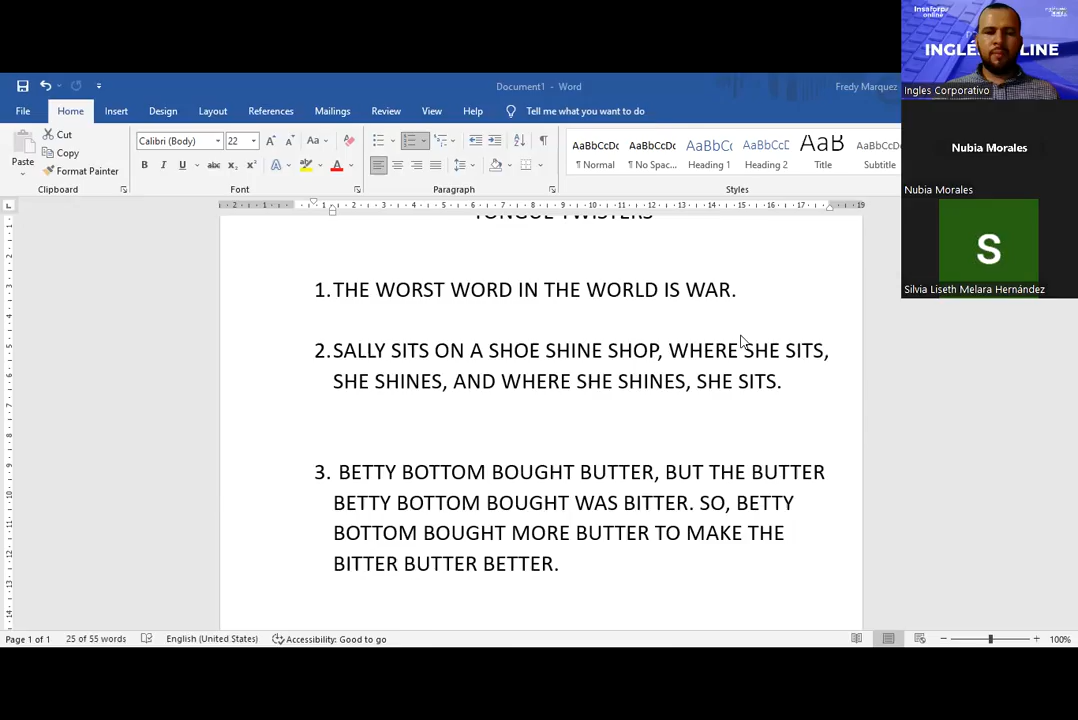 Document1 - Word
Fredy Marquez
File Home Insert Design Layout References Mailings Review View Help Tell me what you want to do
Paste
Cut
Copy
Format Painter
Clipboard
Calibri (Body) 22
Font
Paragraph
AaBbCcDc AaBbCcDc AaBbCc AaBbCcD AaB AaBbCcD
¶ Normal ¶ No Spac... Heading 1 Heading 2 Title Subtitle
Styles
TONGUE TWISTERS
1. THE WORST WORD IN THE WORLD IS WAR.
2. SALLY SITS ON A SHOE SHINE SHOP, WHERE SHE SITS,
SHE SHINES, AND WHERE SHE SHINES, SHE SITS.
3. BETTY BOTTOM BOUGHT BUTTER, BUT THE BUTTER
BETTY BOTTOM BOUGHT WAS BITTER. SO, BETTY
BOTTOM BOUGHT MORE BUTTER TO MAKE THE
BITTER BUTTER BETTER.
Page 1 of 1 25 of 55 words English (United States) Accessibility: Good to go 100%
Ingles Corporativo
Nubia Morales
Nubia Morales
S
Silvia Liseth Melara Hernández